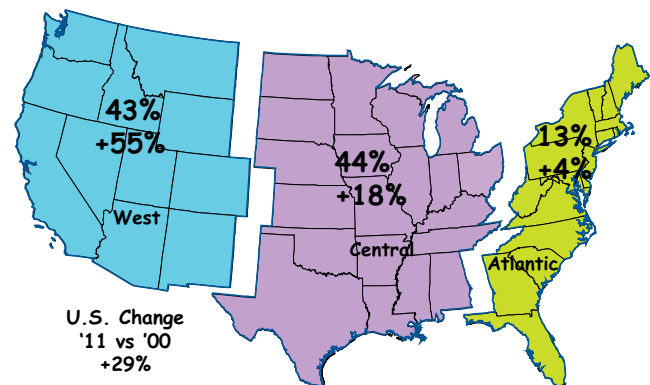 43%
+55%
West
44%
+18%
Central
13%
+4%
Atlantic
U.S. Change
'11 vs '00
+29%